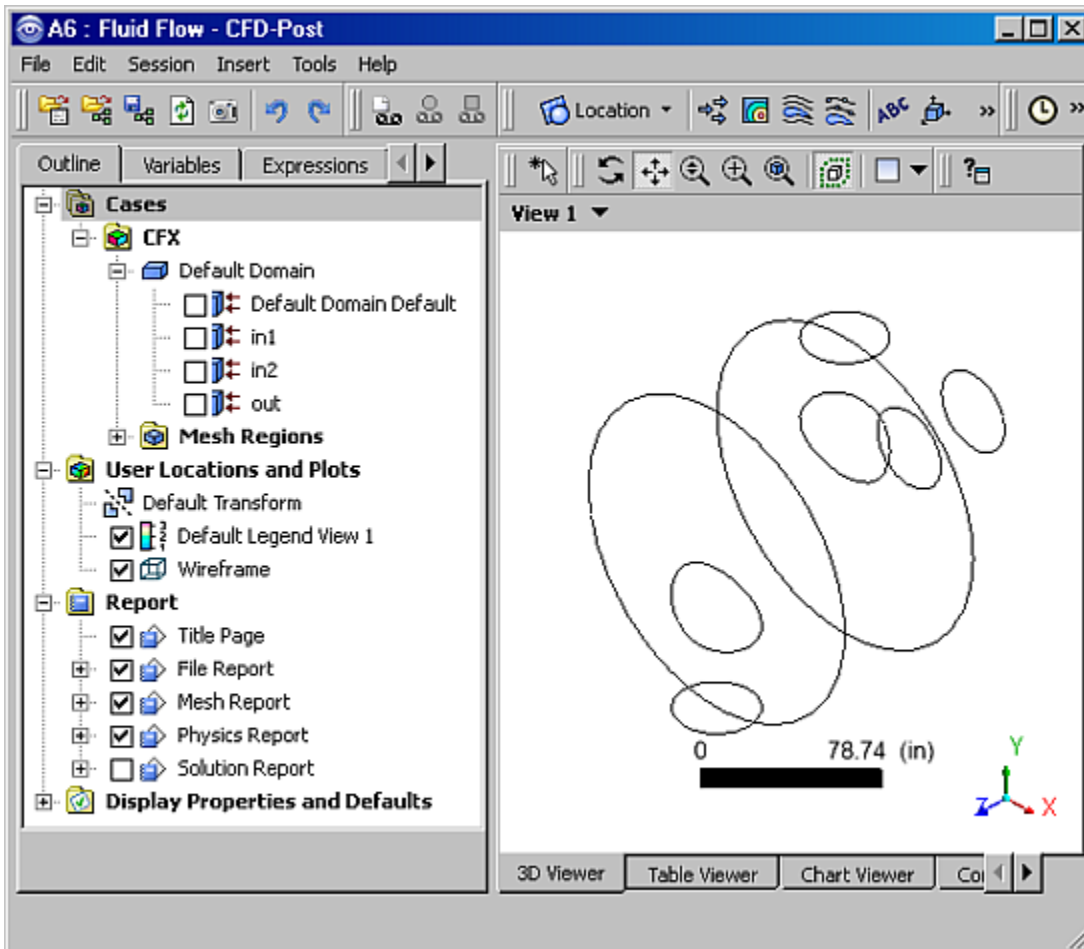 A6 : Fluid Flow - CFD-Post
File Edit Session Insert Tools Help
Location ABC » »
Outline Variables Expressions
View 1
Cases
CFX
Default Domain
Default Domain Default
in1
in2
out
Mesh Regions
User Locations and Plots
Default Transform
Default Legend View 1
Wireframe
Report
Title Page
File Report
Mesh Report
Physics Report
Solution Report
Display Properties and Defaults
0 78.74 (in)
Y
Z X
3D Viewer Table Viewer Chart Viewer Co